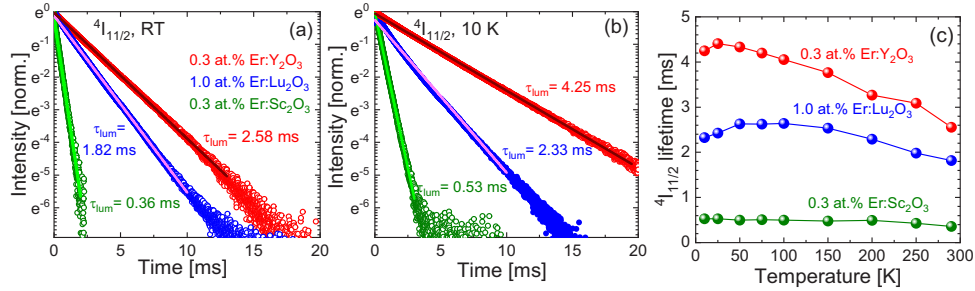 ⁴I₁₁/₂, RT
(a)
0.3 at.% Er:Y₂O₃
1.0 at.% Er:Lu₂O₃
0.3 at.% Er:Sc₂O₃
τlum=
1.82 ms
τlum= 2.58 ms
τlum= 0.36 ms
Intensity [norm.]
e⁰
e⁻¹
e⁻²
e⁻³
e⁻⁴
e⁻⁵
e⁻⁶
0 5 10 15 20
Time [ms]
⁴I₁₁/₂, 10 K
(b)
τlum= 4.25 ms
τlum= 2.33 ms
τlum= 0.53 ms
Intensity [norm.]
e⁰
e⁻¹
e⁻²
e⁻³
e⁻⁴
e⁻⁵
e⁻⁶
0 5 10 15 20
Time [ms]
(c)
0.3 at.% Er:Y₂O₃
1.0 at.% Er:Lu₂O₃
0.3 at.% Er:Sc₂O₃
⁴I₁₁/₂ lifetime [ms]
5
4
3
2
1
0
0 50 100 150 200 250 300
Temperature [K]